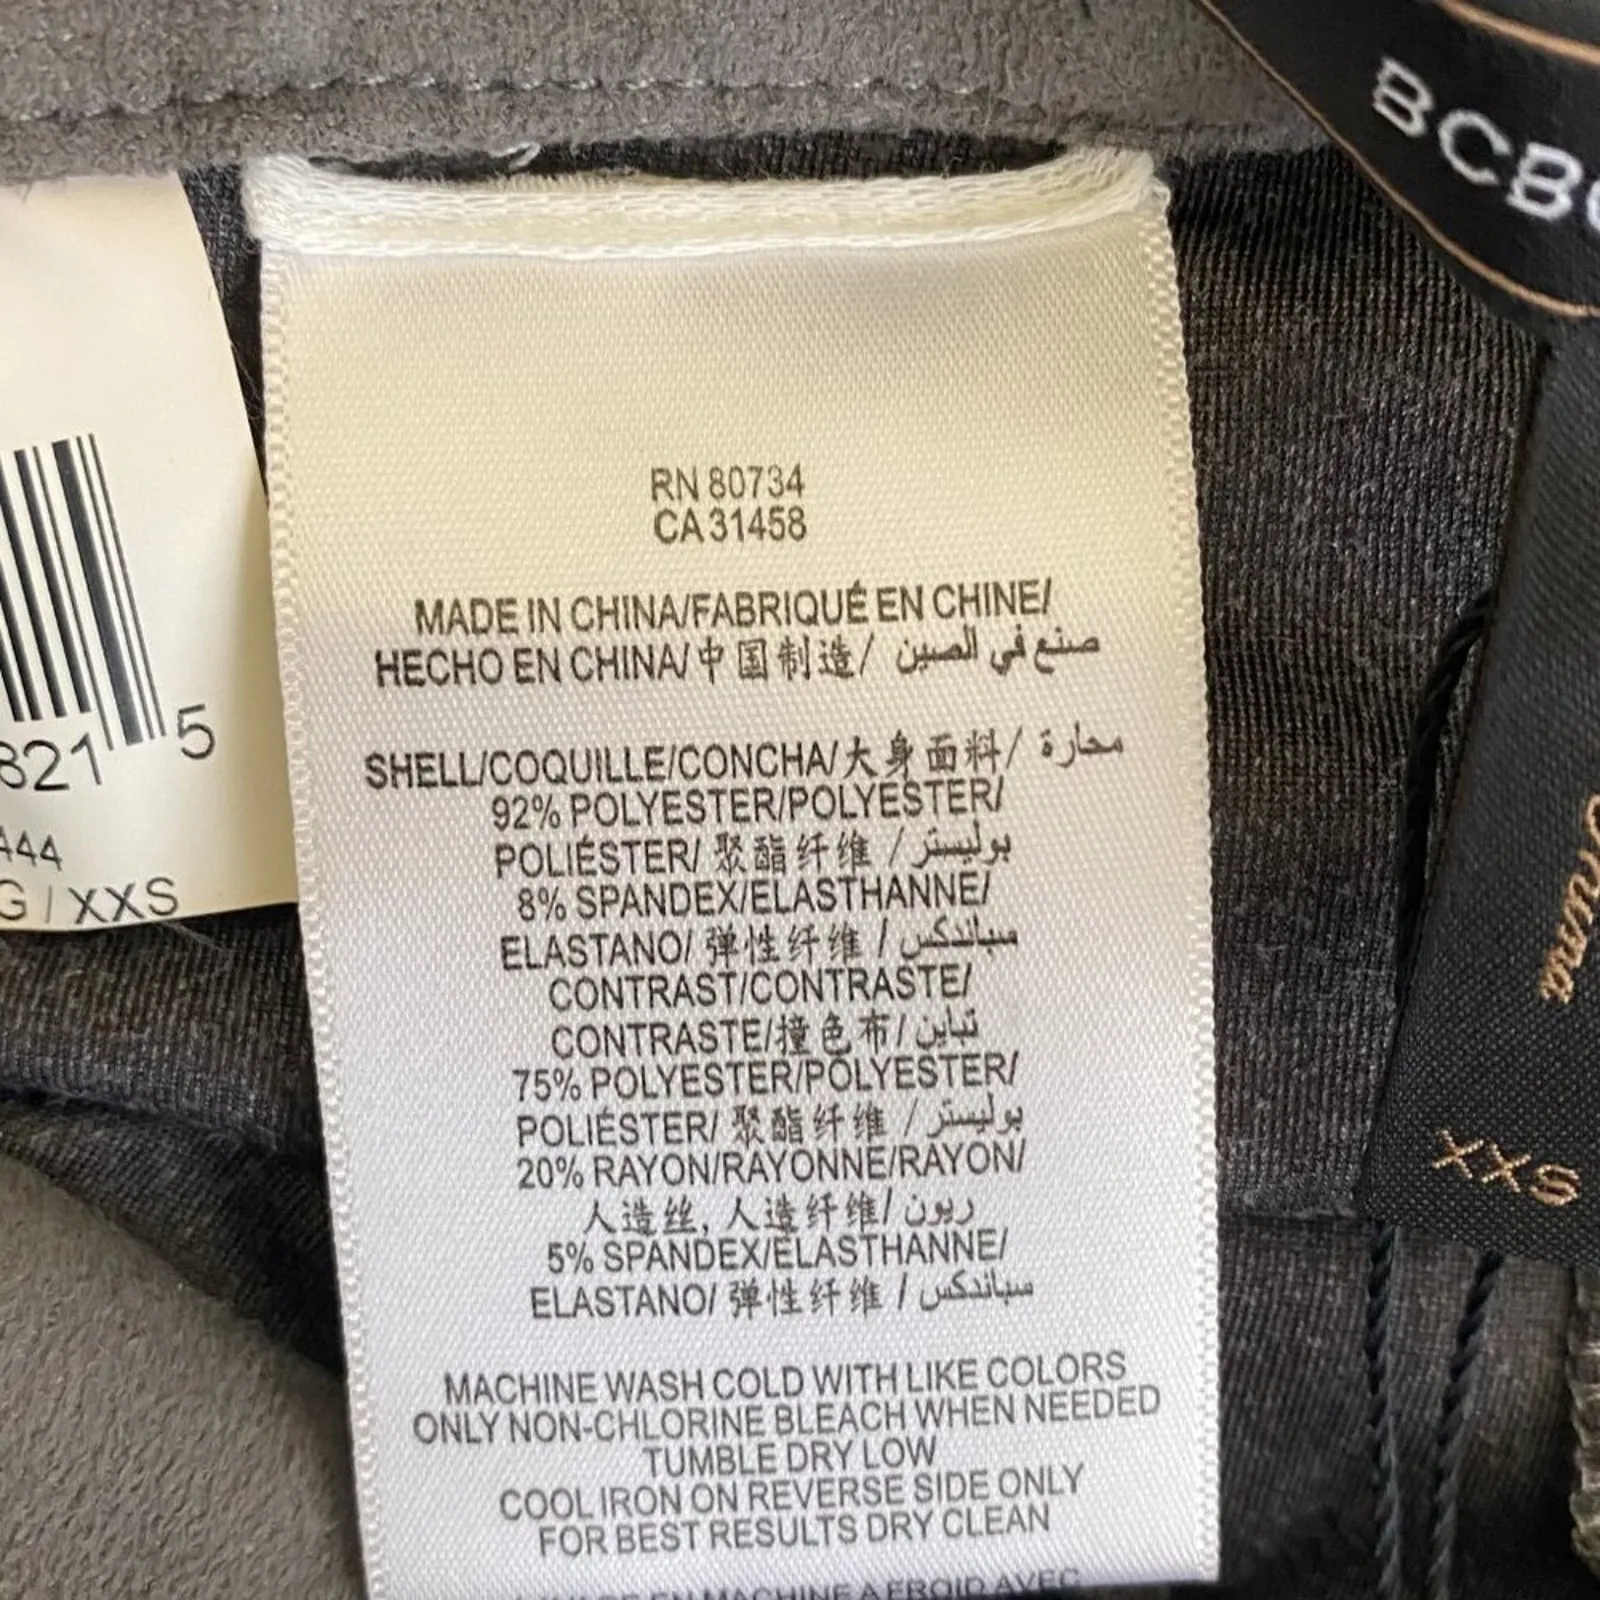 RN 80734
CA 31458
MADE IN CHINA/FABRIQUÉ EN CHINE/
HECHO EN CHINA/中国制造/ صنع في الصين
SHELL/COQUILLE/CONCHA/大身面料/ محارة
92% POLYESTER/POLYESTER/
POLIÉSTER/ 聚酯纤维 / بوليستر
8% SPANDEX/ELASTHANNE/
ELASTANO/ 弹性纤维 / سباندكس
CONTRAST/CONTRASTE/
CONTRASTE/撞色布/ تباين
75% POLYESTER/POLYESTER/
POLIÉSTER/ 聚酯纤维 / بوليستر
20% RAYON/RAYONNE/RAYON/
人造丝, 人造纤维/ ريون
5% SPANDEX/ELASTHANNE/
ELASTANO/ 弹性纤维 / سباندكس
MACHINE WASH COLD WITH LIKE COLORS
ONLY NON-CHLORINE BLEACH WHEN NEEDED
TUMBLE DRY LOW
COOL IRON ON REVERSE SIDE ONLY
FOR BEST RESULTS DRY CLEAN
EN MACHINE A FROID AVEC
821 5
444
G / XXS
BCB
China
XXS